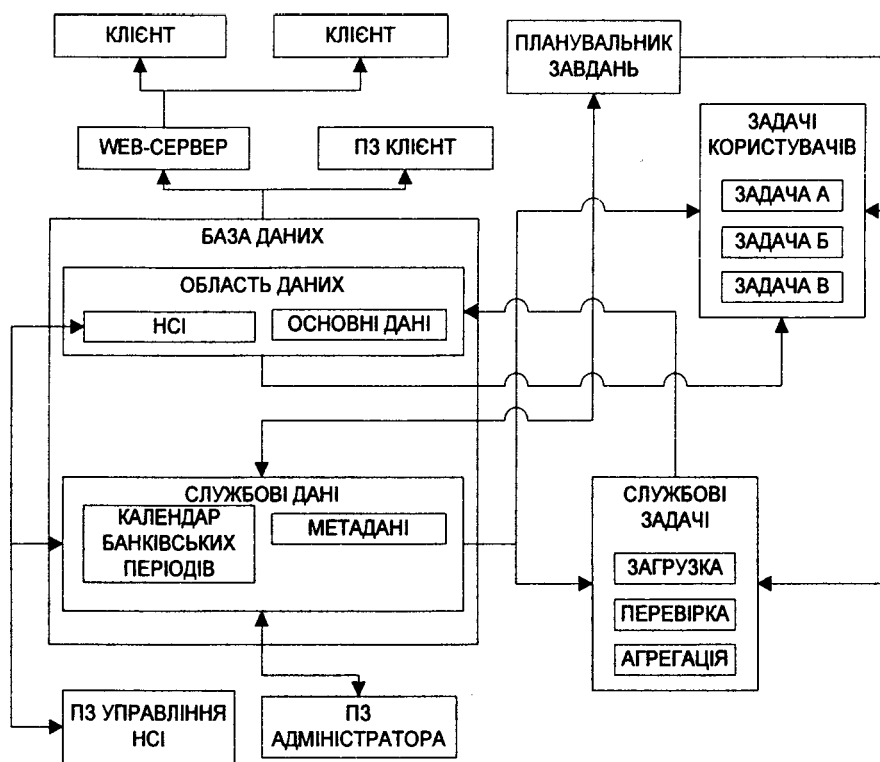 КЛІЄНТ
КЛІЄНТ
ПЛАНУВАЛЬНИК
ЗАВДАНЬ
WEB-СЕРВЕР
ПЗ КЛІЄНТ
ЗАДАЧІ
КОРИСТУВАЧІВ
ЗАДАЧА А
ЗАДАЧА Б
ЗАДАЧА В
БАЗА ДАНИХ
ОБЛАСТЬ ДАНИХ
НСІ
ОСНОВНІ ДАНІ
СЛУЖБОВІ ДАНІ
КАЛЕНДАР
БАНКІВСЬКИХ
ПЕРІОДІВ
МЕТАДАНІ
СЛУЖБОВІ
ЗАДАЧІ
ЗАГРУЗКА
ПЕРЕВІРКА
АГРЕГАЦІЯ
ПЗ УПРАВЛІННЯ
НСІ
ПЗ
АДМІНІСТРАТОРА